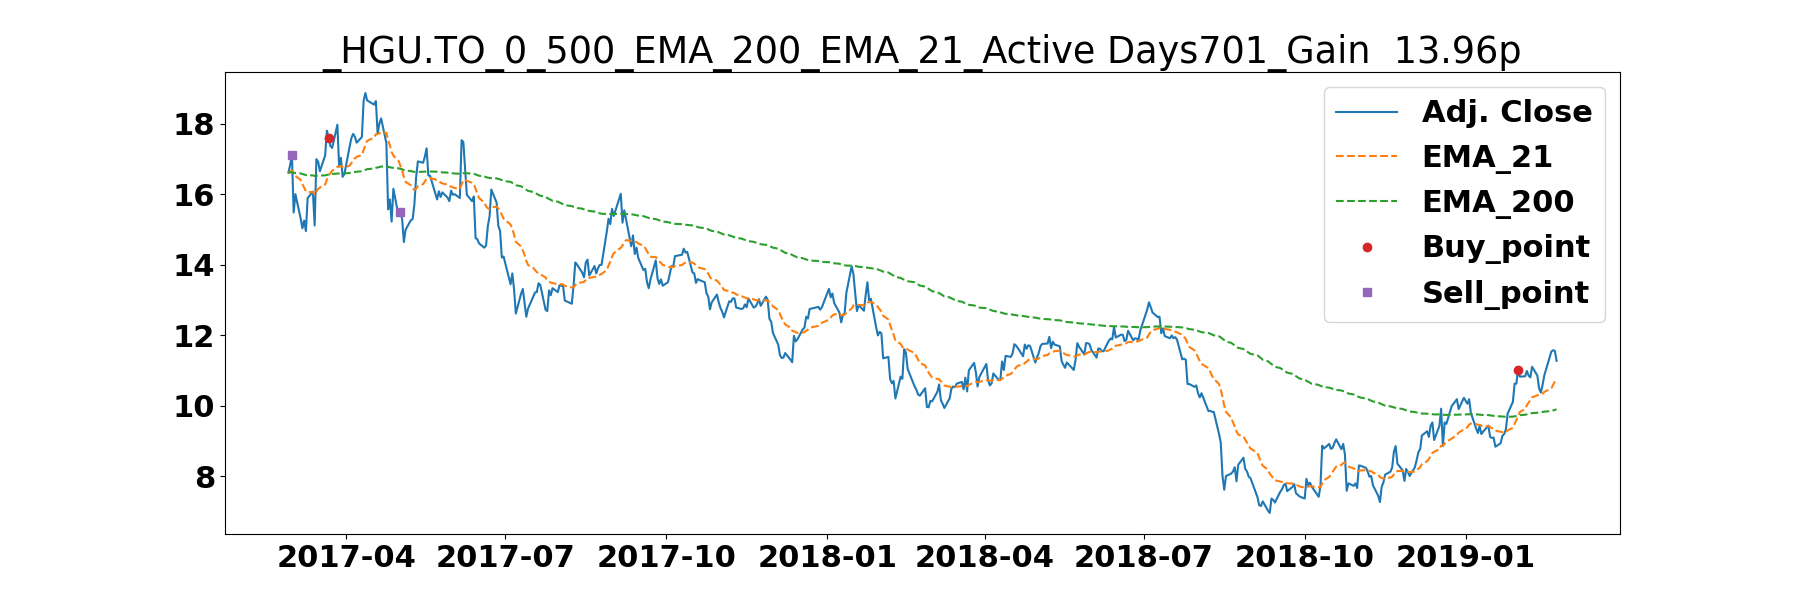 _HGU.TO_0_500_EMA_200_EMA_21_Active Days701_Gain  13.96p
Adj. Close
EMA_21
EMA_200
Buy_point
Sell_point
18
16
14
12
10
8
2017-04 2017-07 2017-10 2018-01 2018-04 2018-07 2018-10 2019-01